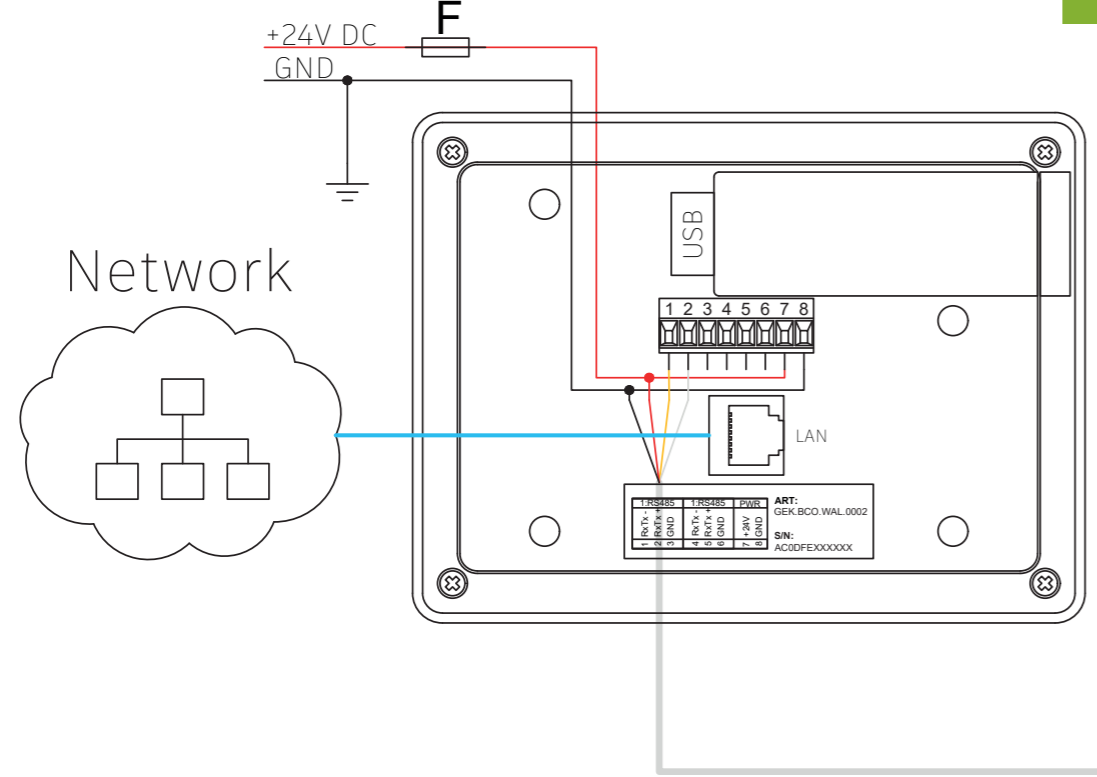 F
+24V DC
GND
Network
USB
1 2 3 4 5 6 7 8
LAN
1:RS485 1:RS485 PWR
1 RxTx -
2 RxTx +
3 GND
4 RxTx -
5 RxTx +
6 GND
7 +24V
8 GND
ART:
GEK.BCO.WAL.0002
S/N:
AC0DFEXXXXXX